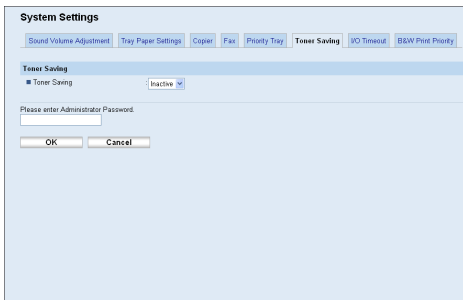 System Settings
Sound Volume Adjustment Tray Paper Settings Copier Fax Priority Tray Toner Saving I/O Timeout B&W Print Priority
Toner Saving
Toner Saving : Inactive
Please enter Administrator Password.
OK Cancel